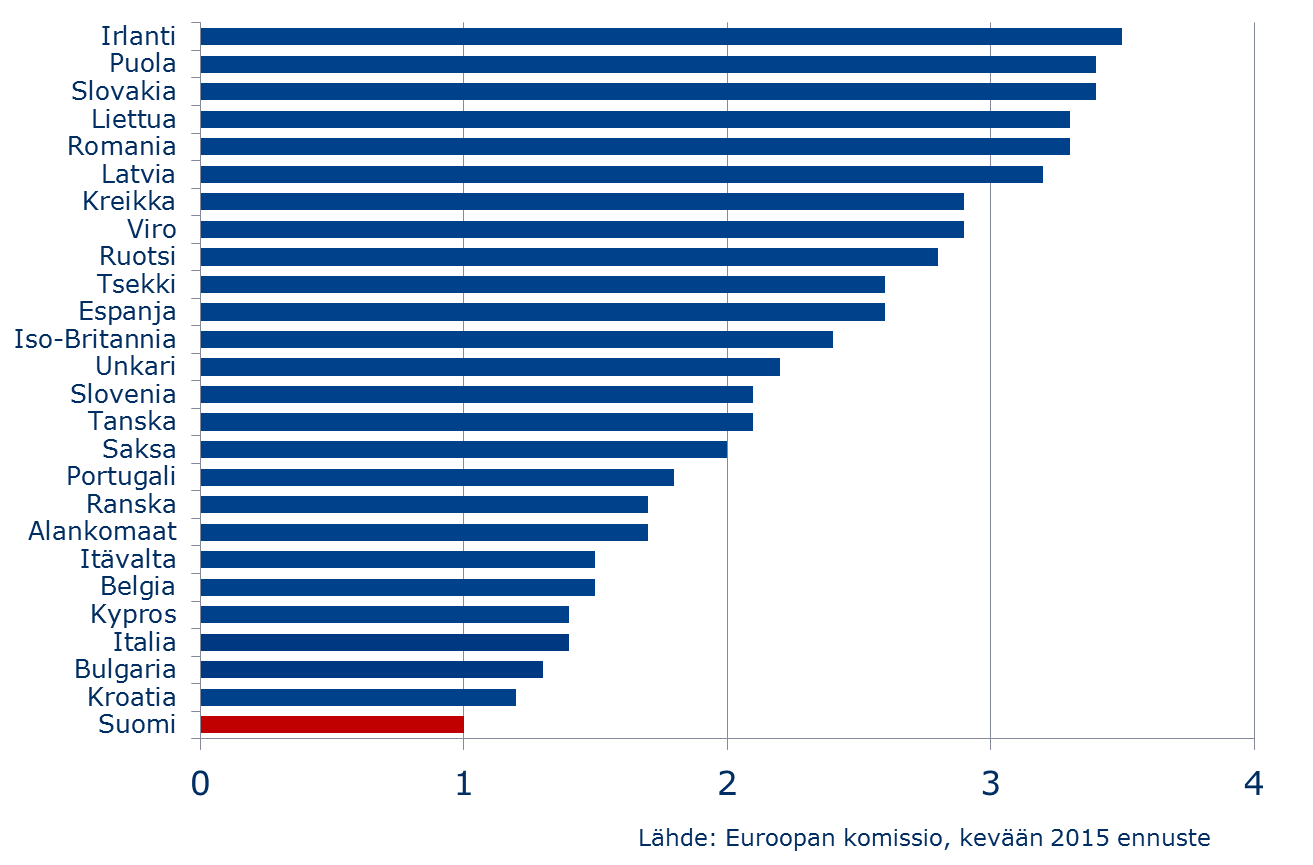 Irlanti
Puola
Slovakia
Liettua
Romania
Latvia
Kreikka
Viro
Ruotsi
Tsekki
Espanja
Iso-Britannia
Unkari
Slovenia
Tanska
Saksa
Portugali
Ranska
Alankomaat
Itävalta
Belgia
Kypros
Italia
Bulgaria
Kroatia
Suomi
0 1 2 3 4
Lähde: Euroopan komissio, kevään 2015 ennuste